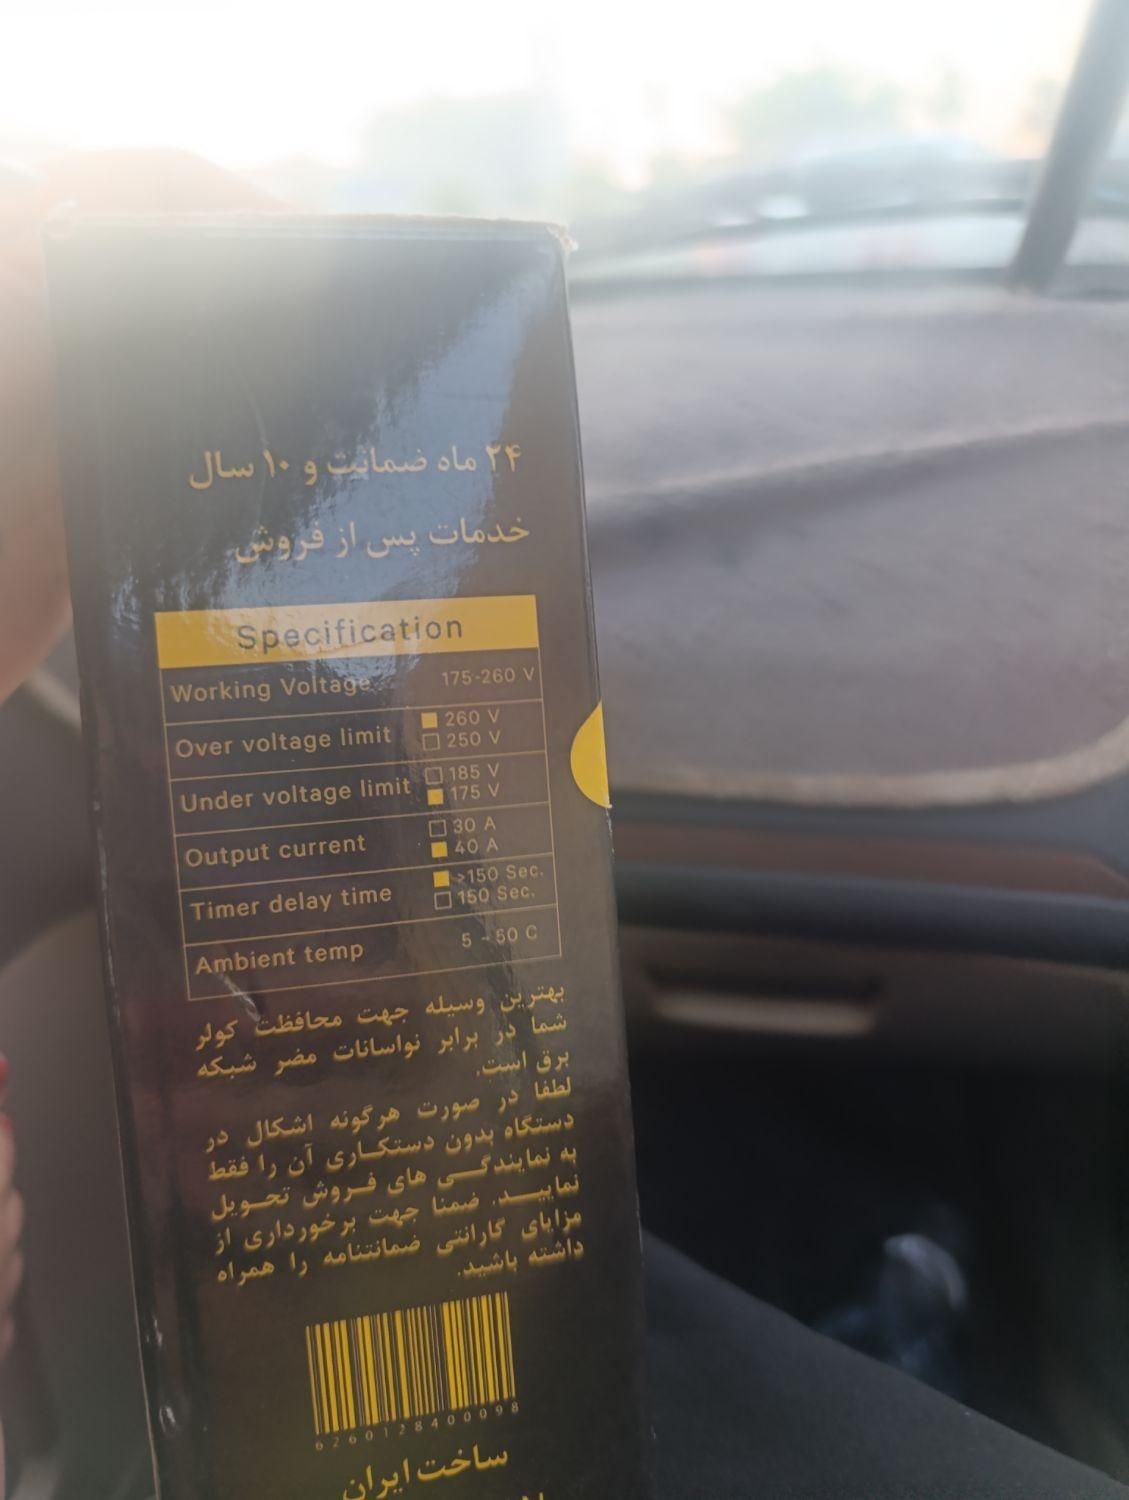 ۲۴ ماه ضمانت و ۱۰ سال
خدمات پس از فروش
Specification
Working Voltage 175-260 V
Over voltage limit ■ 260 V
□ 250 V
Under voltage limit □ 185 V
■ 175 V
Output current □ 30 A
■ 40 A
Timer delay time ■ >150 Sec.
□ 150 Sec.
Ambient temp 5 - 50 C
بهترین وسیله جهت محافظت کولر
شما در برابر نواسانات مضر شبکه
برق است.
لطفا در صورت هرگونه اشکال در
دستگاه بدون دستکاری آن را فقط
به نمایندگی های فروش تحویل
نمایید. ضمنا جهت برخورداری از
مزایای گارانتی ضمانتنامه را همراه
داشته باشید.
6260128400098
ساخت ایران